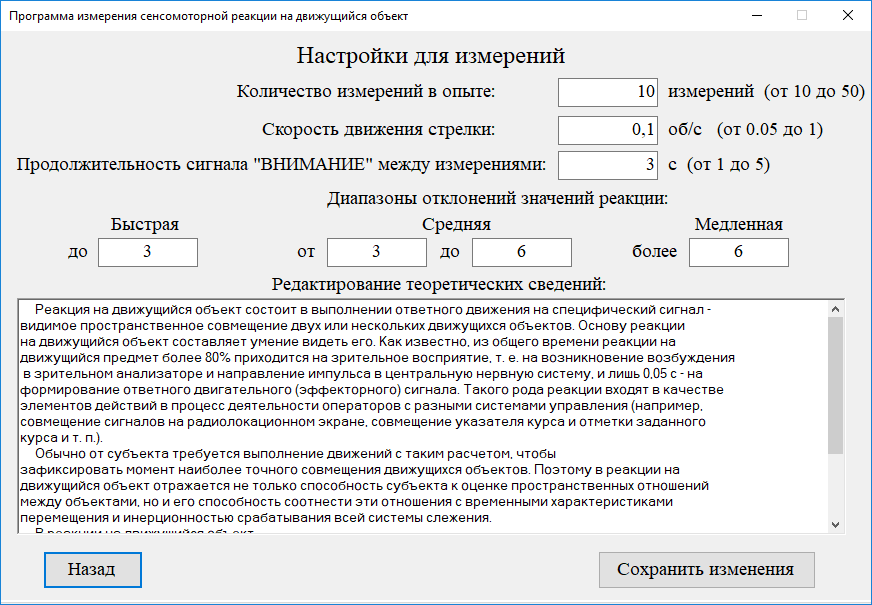 Программа измерения сенсомоторной реакции на движущийся объект
Настройки для измерений
Количество измерений в опыте: 10 измерений (от 10 до 50)
Скорость движения стрелки: 0,1 об/с (от 0.05 до 1)
Продолжительность сигнала "ВНИМАНИЕ" между измерениями: 3 с (от 1 до 5)
Диапазоны отклонений значений реакции:
Быстрая Средняя Медленная
до 3 от 3 до 6 более 6
Редактирование теоретических сведений:
Реакция на движущийся объект состоит в выполнении ответного движения на специфический сигнал -
видимое пространственное совмещение двух или нескольких движущихся объектов. Основу реакции
на движущийся объект составляет умение видеть его. Как известно, из общего времени реакции на
движущийся предмет более 80% приходится на зрительное восприятие, т. е. на возникновение возбуждения
в зрительном анализаторе и направление импульса в центральную нервную систему, и лишь 0,05 с - на
формирование ответного двигательного (эффекторного) сигнала. Такого рода реакции входят в качестве
элементов действий в процесс деятельности операторов с разными системами управления (например,
совмещение сигналов на радиолокационном экране, совмещение указателя курса и отметки заданного
курса и т. п.).
Обычно от субъекта требуется выполнение движений с таким расчетом, чтобы
зафиксировать момент наиболее точного совмещения движущихся объектов. Поэтому в реакции на
движущийся объект отражается не только способность субъекта к оценке пространственных отношений
между объектами, но и его способность соотнести эти отношения с временными характеристиками
перемещения и инерционностью срабатывания всей системы слежения.
В реакции на движущийся объект
Назад Сохранить изменения